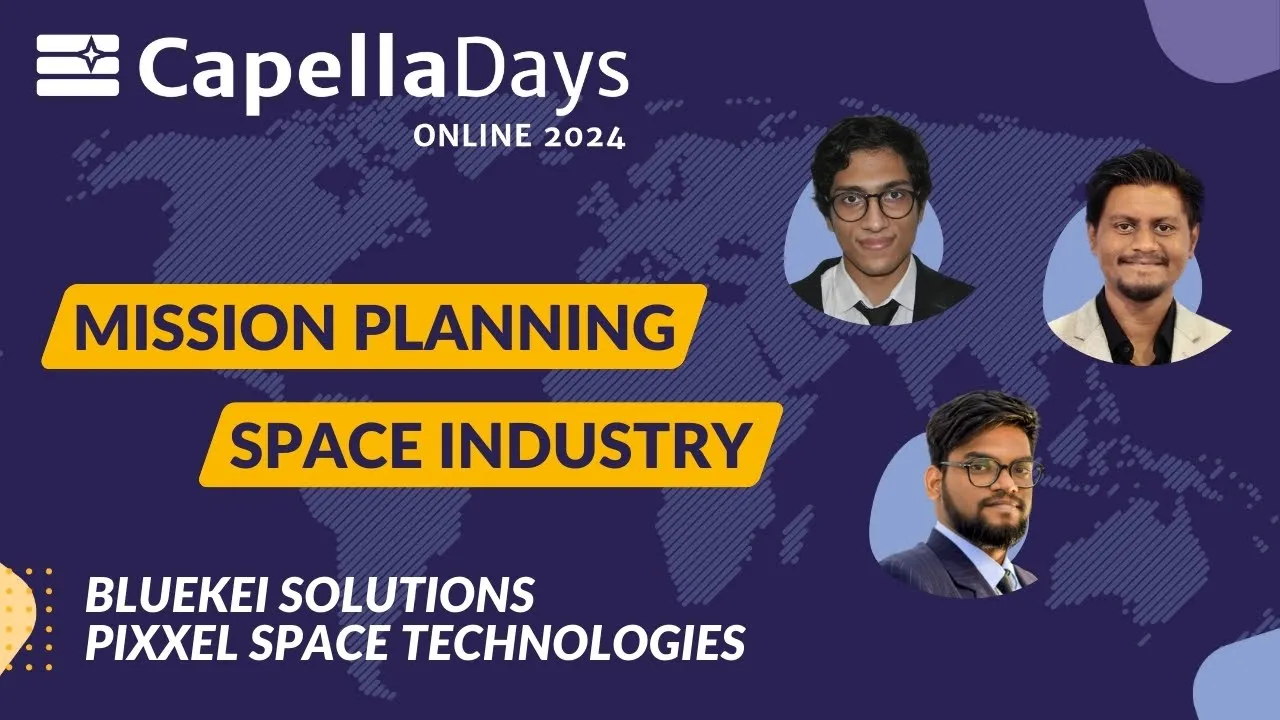 CapellaDays
ONLINE 2024
MISSION PLANNING
SPACE INDUSTRY
BLUEKEI SOLUTIONS
PIXXEL SPACE TECHNOLOGIES